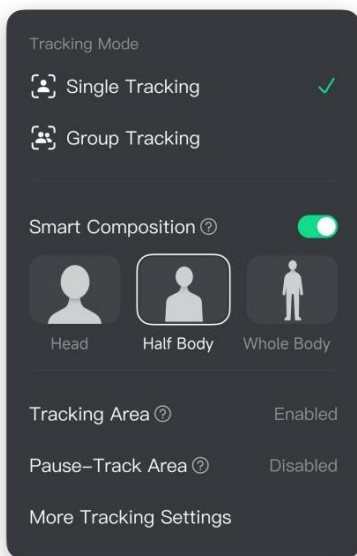 Tracking Mode
Single Tracking
Group Tracking
Smart Composition
Head Half Body Whole Body
Tracking Area Enabled
Pause-Track Area Disabled
More Tracking Settings